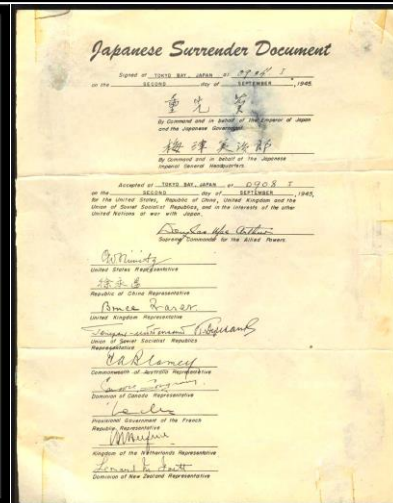 Japanese Surrender Document
Signed at TOKYO BAY, JAPAN at 0904 I
on the SECOND day of SEPTEMBER, 1945.
重光葵
By Command and in behalf of the Emperor of Japan
and the Japanese Government.
梅津美治郎
By Command and in behalf of the Japanese
Imperial General Headquarters.
Accepted at TOKYO BAY, JAPAN at 0908 I
on the SECOND day of SEPTEMBER, 1945,
for the United States, Republic of China, United Kingdom and the
Union of Soviet Socialist Republics, and in the interests of the other
United Nations at war with Japan.
Douglas MacArthur
Supreme Commander for the Allied Powers.
C.W. Nimitz
United States Representative
徐永昌
Republic of China Representative
Bruce Fraser
United Kingdom Representative
Union of Soviet Socialist Republics
Representative
T.A. Blamey
Commonwealth of Australia Representative
Dominion of Canada Representative
Provisional Government of the French
Republic Representative
Kingdom of the Netherlands Representative
Leonard M. Isitt
Dominion of New Zealand Representative